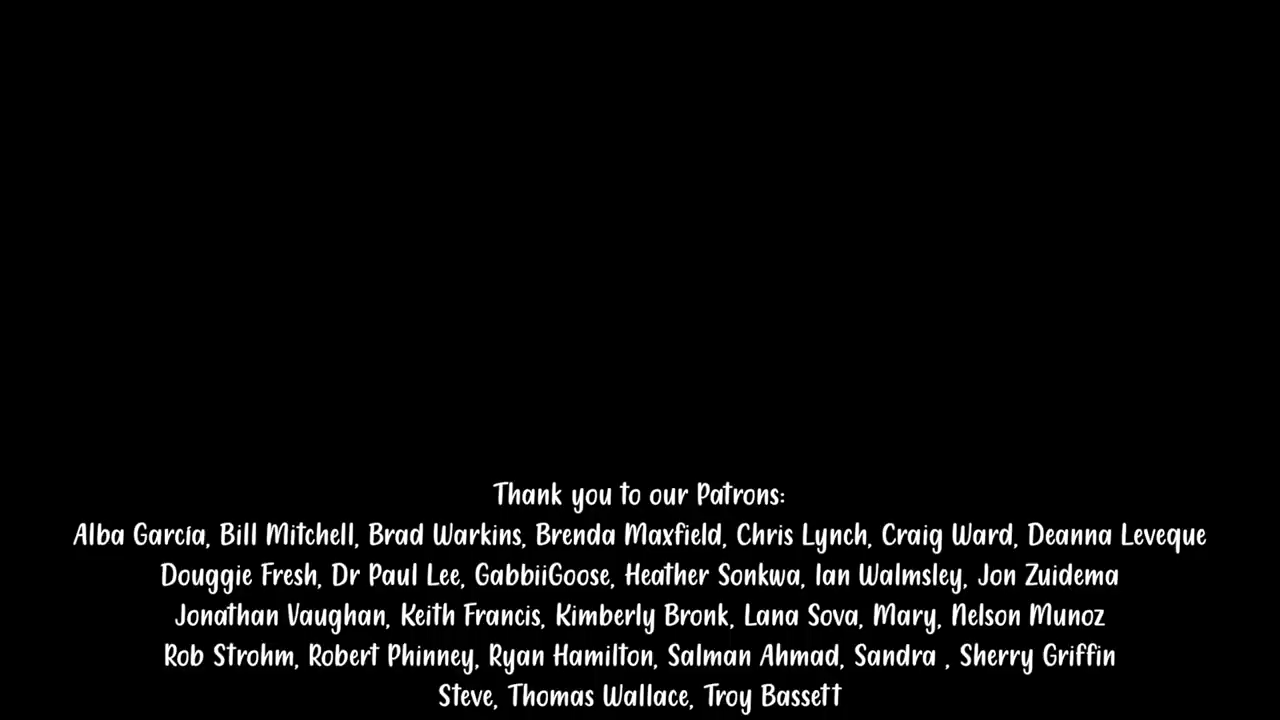 Thank you to our Patrons:
Alba García, Bill Mitchell, Brad Warkins, Brenda Maxfield, Chris Lynch, Craig Ward, Deanna Leveque
Douggie Fresh, Dr Paul Lee, GabbiiGoose, Heather Sonkwa, Ian Walmsley, Jon Zuidema
Jonathan Vaughan, Keith Francis, Kimberly Bronk, Lana Sova, Mary, Nelson Munoz
Rob Strohm, Robert Phinney, Ryan Hamilton, Salman Ahmad, Sandra , Sherry Griffin
Steve, Thomas Wallace, Troy Bassett